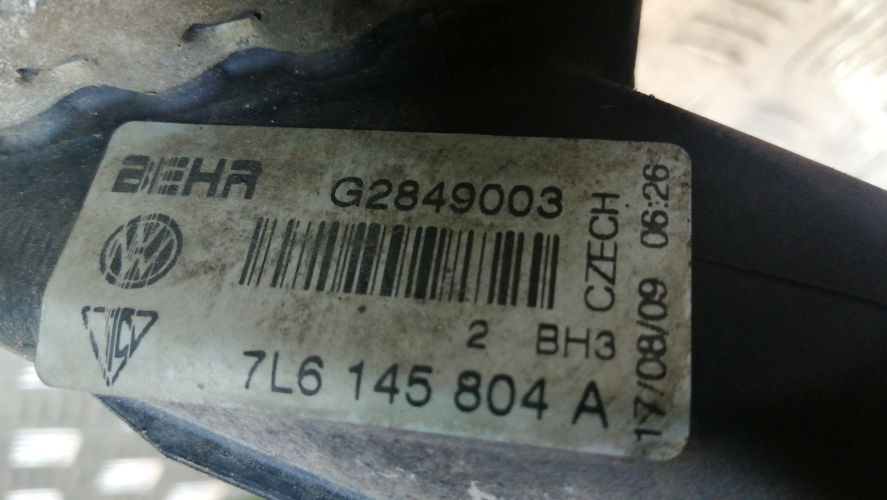 BEHR
G2849003
2 BH3
7L6 145 804 A
CZECH
17/08/09 06:26